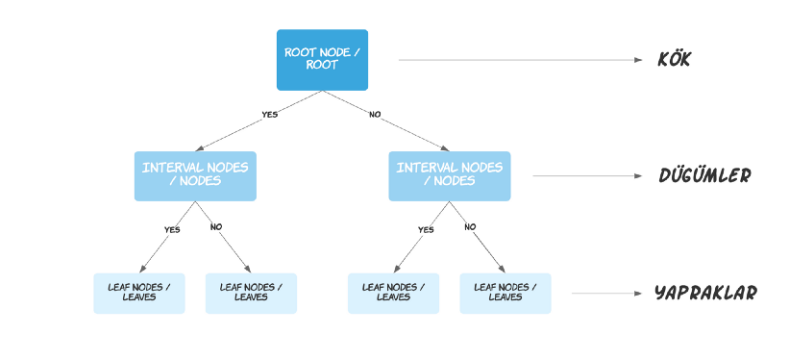 ROOT NODE /
ROOT
KÖK
YES
NO
INTERVAL NODES
/ NODES
INTERVAL NODES
/ NODES
DÜGÜMLER
YES
NO
YES
NO
LEAF NODES /
LEAVES
LEAF NODES /
LEAVES
LEAF NODES /
LEAVES
LEAF NODES /
LEAVES
YAPRAKLAR